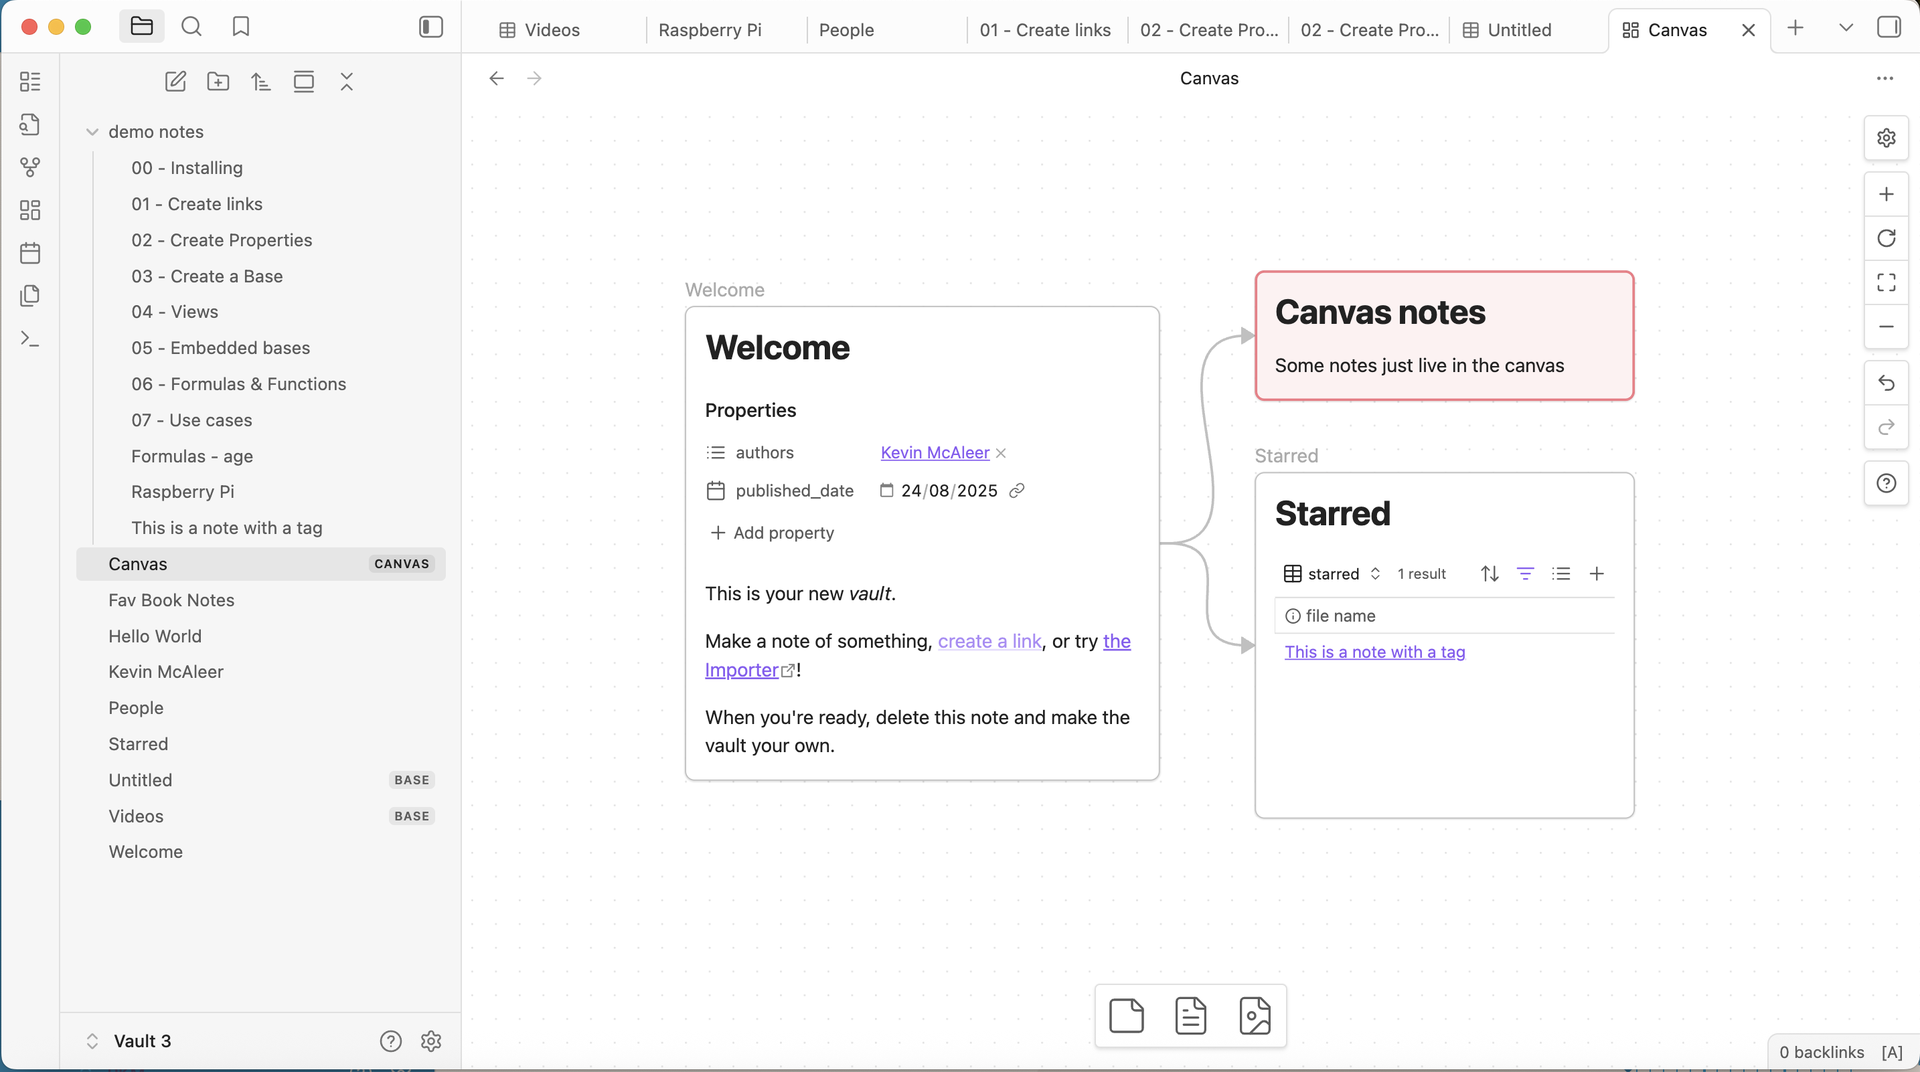 Videos
Raspberry Pi
People
01 - Create links
02 - Create Pro...
02 - Create Pro...
Untitled
Canvas
Canvas
demo notes
00 - Installing
01 - Create links
02 - Create Properties
03 - Create a Base
04 - Views
05 - Embedded bases
06 - Formulas & Functions
07 - Use cases
Formulas - age
Raspberry Pi
This is a note with a tag
Canvas CANVAS
Fav Book Notes
Hello World
Kevin McAleer
People
Starred
Untitled BASE
Videos BASE
Welcome
Vault 3
Welcome
Welcome
Properties
authors Kevin McAleer
published_date 24/08/2025
Add property
This is your new vault.
Make a note of something, create a link, or try the
Importer!
When you're ready, delete this note and make the
vault your own.
Canvas notes
Some notes just live in the canvas
Starred
Starred
starred 1 result
file name
This is a note with a tag
0 backlinks [A]